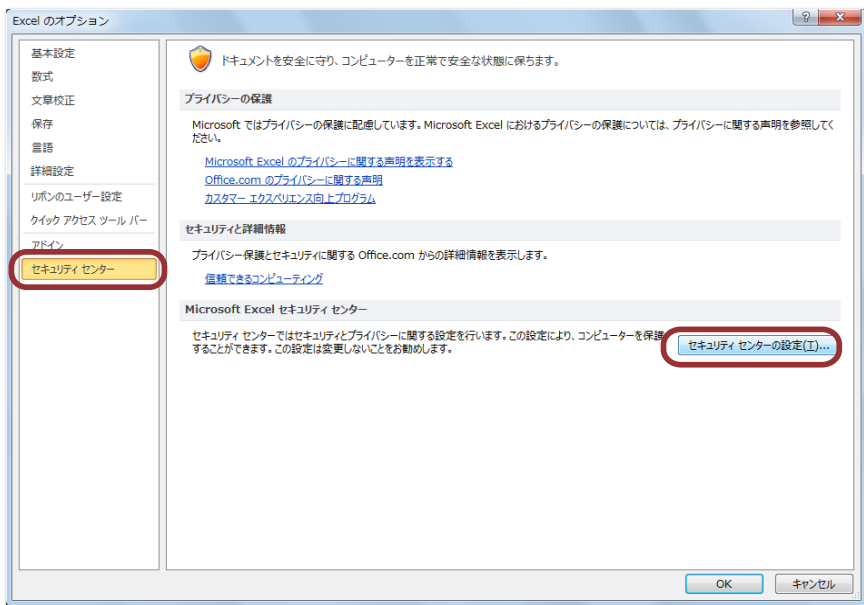 Excel のオプション
基本設定
数式
文章校正
保存
言語
詳細設定
リボンのユーザー設定
クイック アクセス ツール バー
アドイン
セキュリティ センター
ドキュメントを安全に守り、コンピューターを正常で安全な状態に保ちます。
プライバシーの保護
Microsoft ではプライバシーの保護に配慮しています。Microsoft Excel におけるプライバシーの保護については、プライバシーに関する声明を参照してく
ださい。
Microsoft Excel のプライバシーに関する声明を表示する
Office.com のプライバシーに関する声明
カスタマー エクスペリエンス向上プログラム
セキュリティと詳細情報
プライバシー保護とセキュリティに関する Office.com からの詳細情報を表示します。
信頼できるコンピューティング
Microsoft Excel セキュリティ センター
セキュリティ センターではセキュリティとプライバシーに関する設定を行います。この設定により、コンピューターを保護
することができます。この設定は変更しないことをお勧めします。
セキュリティ センターの設定(T)...
OK
キャンセル